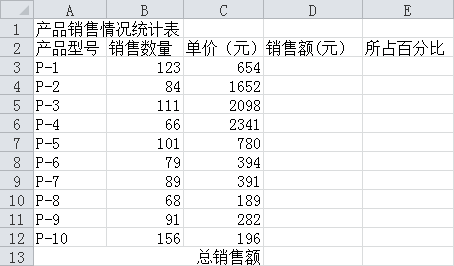 A B C D E
1 产品销售情况统计表
2 产品型号 销售数量 单价（元） 销售额(元) 所占百分比
3 P-1 123 654
4 P-2 84 1652
5 P-3 111 2098
6 P-4 66 2341
7 P-5 101 780
8 P-6 79 394
9 P-7 89 391
10 P-8 68 189
11 P-9 91 282
12 P-10 156 196
13 总销售额